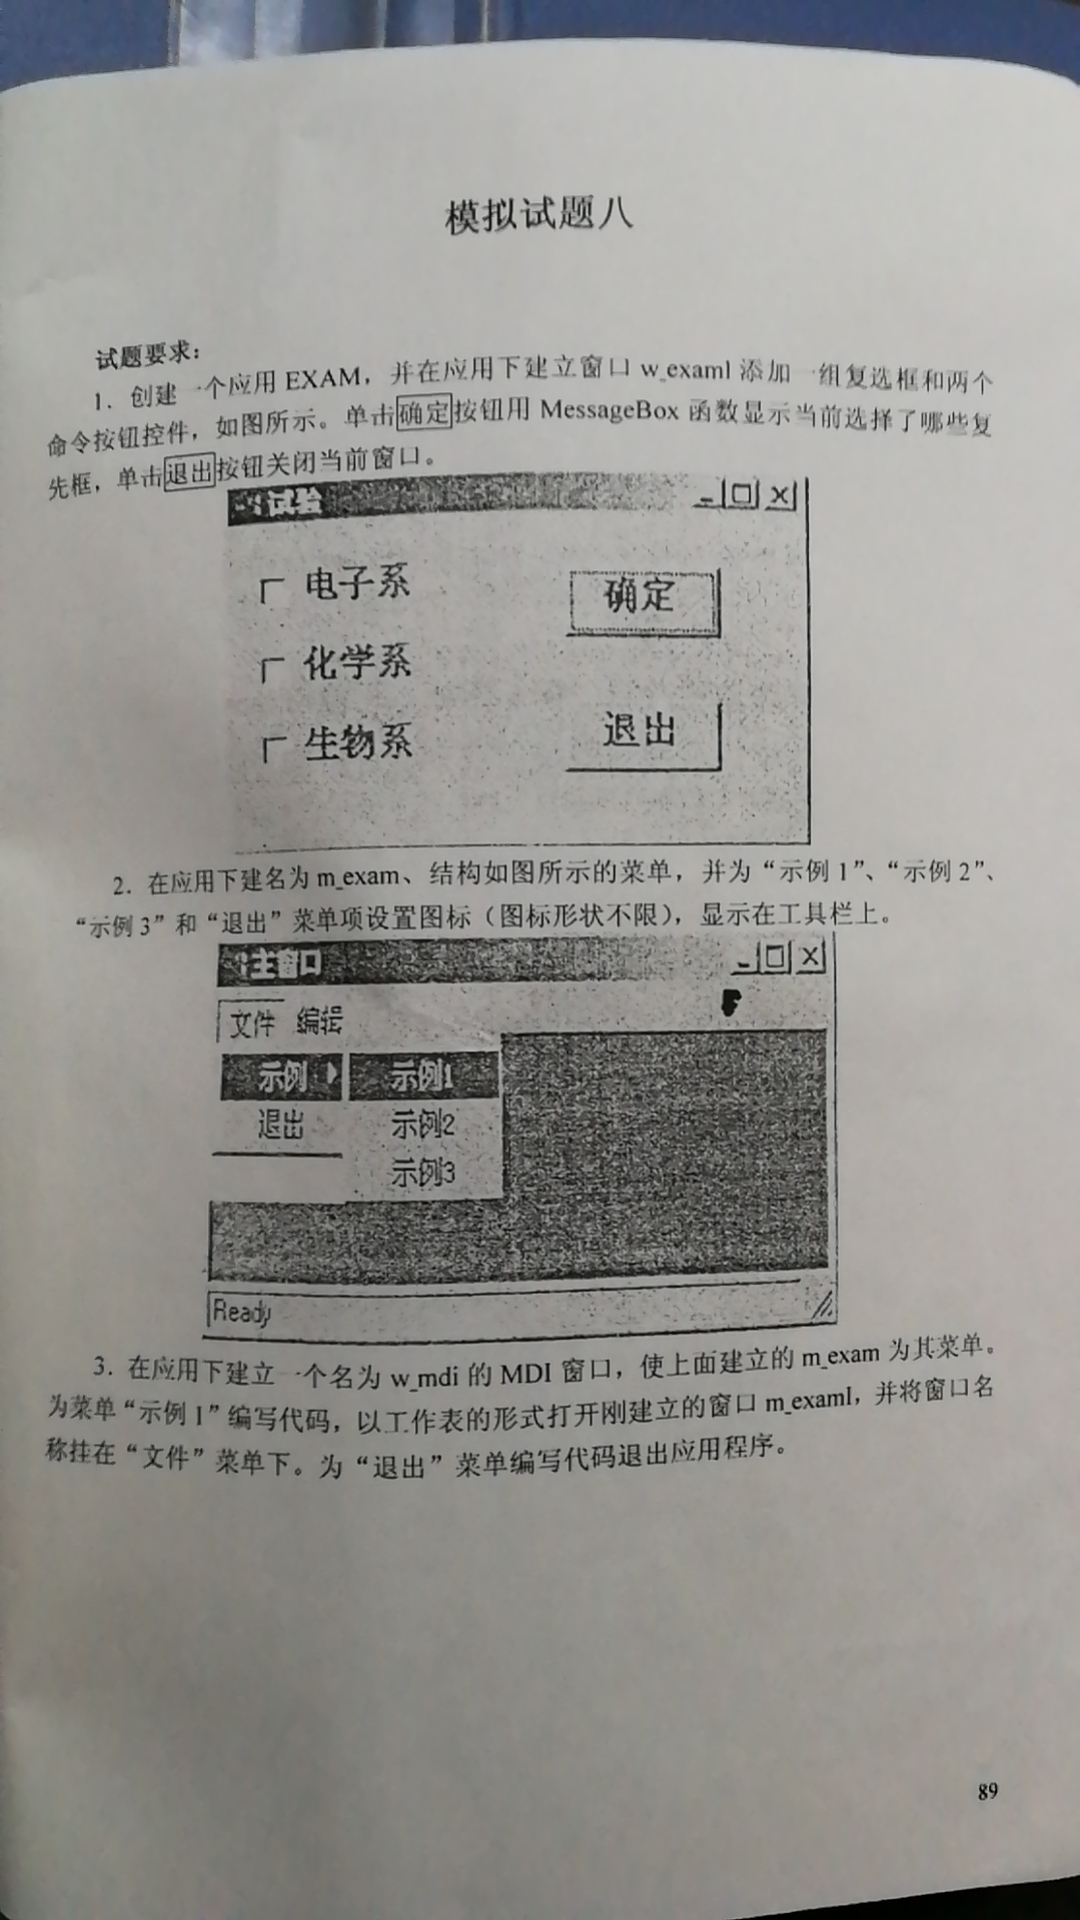 模拟试题八
试题要求：
1．创建一个应用 EXAM，并在应用下建立窗口 w_examl 添加一组复选框和两个
命令按钮控件，如图所示。单击确定按钮用 MessageBox 函数显示当前选择了哪些复
先框，单击退出按钮关闭当前窗口。
试验
电子系
确定
化学系
退出
生物系
2．在应用下建名为 m_exam、结构如图所示的菜单，并为“示例 1”、“示例 2”、
“示例 3”和“退出”菜单项设置图标（图标形状不限），显示在工具栏上。
主窗口
文件 编辑
示例 示例1
退出 示例2
示例3
Ready
3．在应用下建立一个名为 w_mdi 的 MDI 窗口，使上面建立的 m_exam 为其菜单。
为菜单“示例 1”编写代码，以工作表的形式打开刚建立的窗口 m_examl，并将窗口名
称挂在“文件”菜单下。为“退出”菜单编写代码退出应用程序。
89